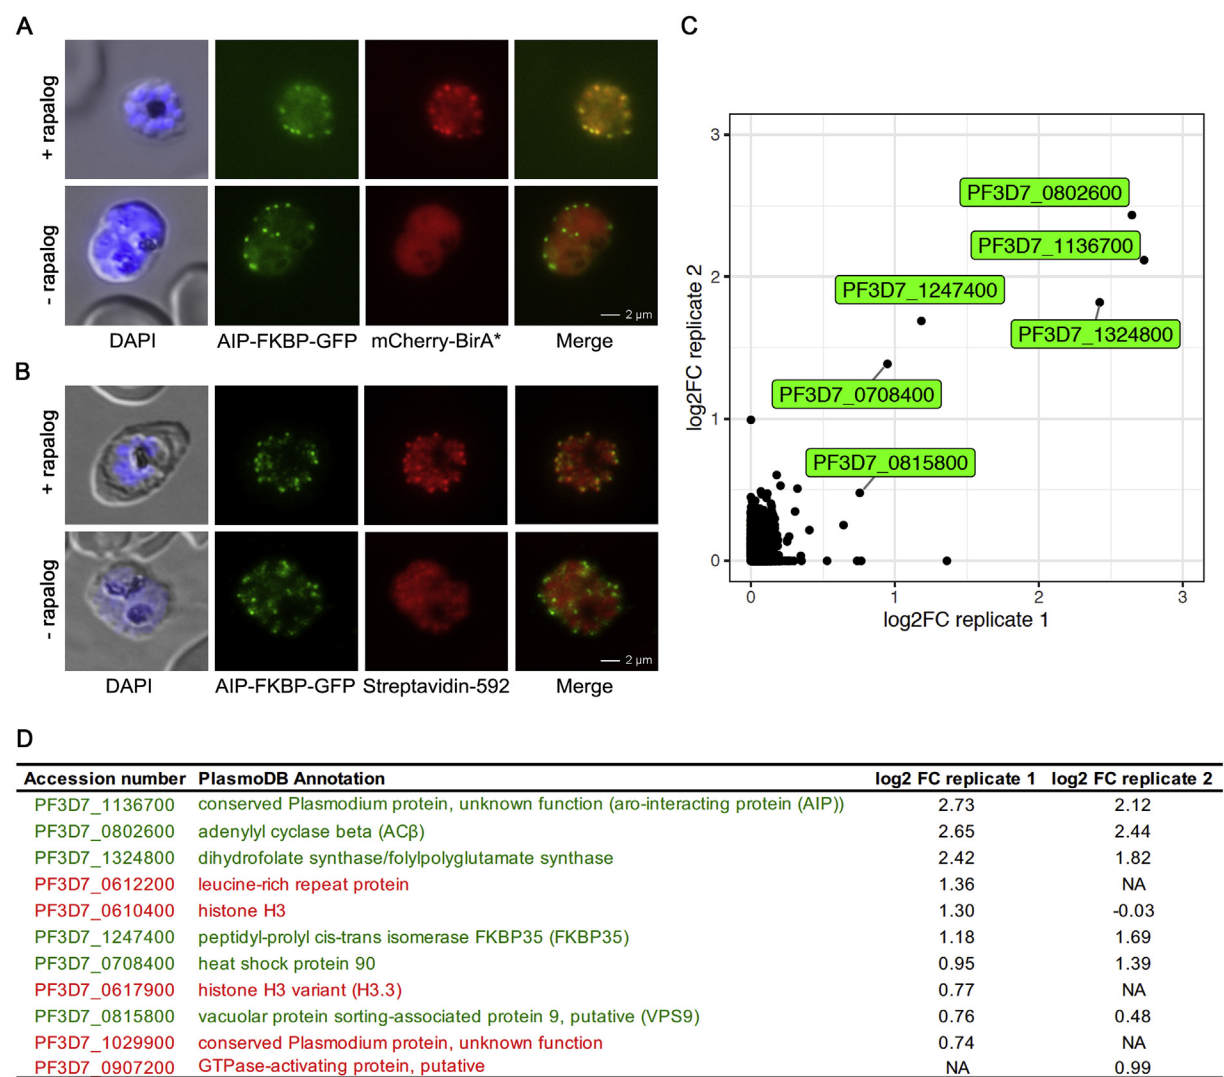 A
+ rapalog
- rapalog
2 µm
DAPI AIP-FKBP-GFP mCherry-BirA* Merge
B
+ rapalog
- rapalog
2 µm
DAPI AIP-FKBP-GFP Streptavidin-592 Merge
C
log2FC replicate 2
3
2
1
0
PF3D7_0802600
PF3D7_1136700
PF3D7_1247400
PF3D7_1324800
PF3D7_0708400
PF3D7_0815800
0 1 2 3
log2FC replicate 1
D
Accession number PlasmoDB Annotation log2 FC replicate 1 log2 FC replicate 2
PF3D7_1136700 conserved Plasmodium protein, unknown function (aro-interacting protein (AIP)) 2.73 2.12
PF3D7_0802600 adenylyl cyclase beta (ACβ) 2.65 2.44
PF3D7_1324800 dihydrofolate synthase/folylpolyglutamate synthase 2.42 1.82
PF3D7_0612200 leucine-rich repeat protein 1.36 NA
PF3D7_0610400 histone H3 1.30 -0.03
PF3D7_1247400 peptidyl-prolyl cis-trans isomerase FKBP35 (FKBP35) 1.18 1.69
PF3D7_0708400 heat shock protein 90 0.95 1.39
PF3D7_0617900 histone H3 variant (H3.3) 0.77 NA
PF3D7_0815800 vacuolar protein sorting-associated protein 9, putative (VPS9) 0.76 0.48
PF3D7_1029900 conserved Plasmodium protein, unknown function 0.74 NA
PF3D7_0907200 GTPase-activating protein, putative NA 0.99